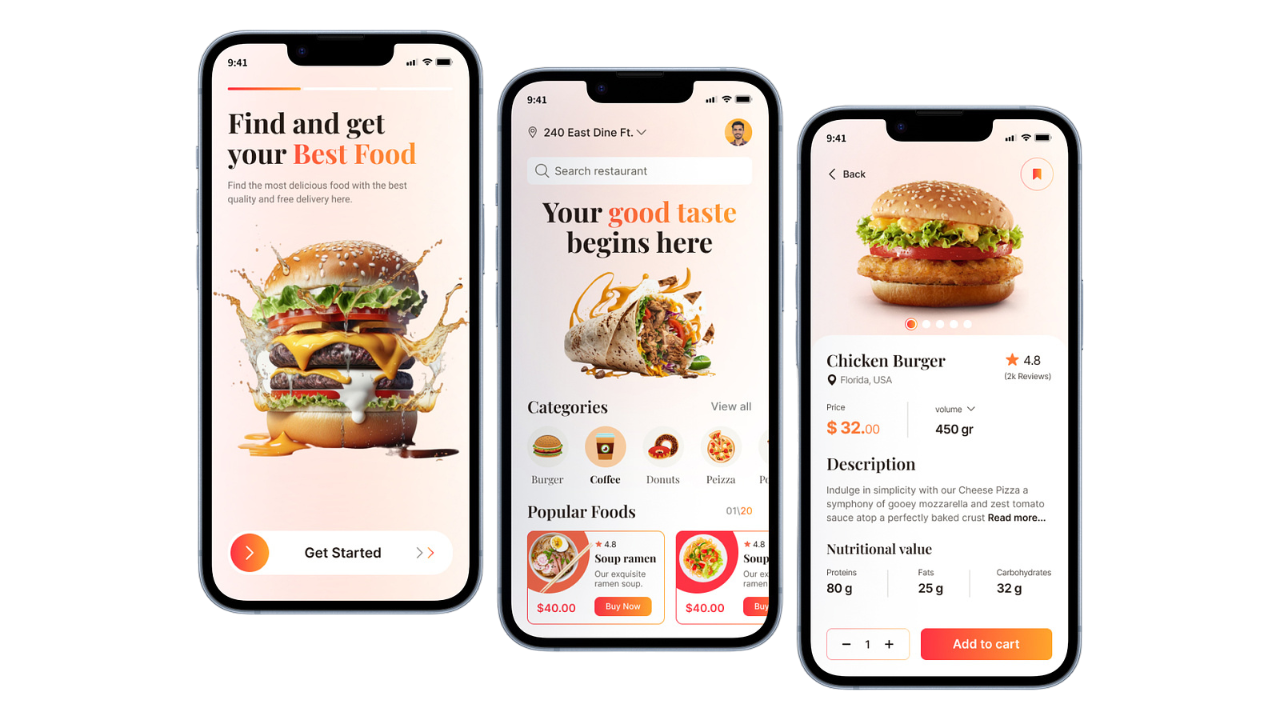 9:41
Find and get
your Best Food
Find the most delicious food with the best
quality and free delivery here.
Get Started
9:41
240 East Dine Ft.
Search restaurant
Your good taste
begins here
Categories
View all
Burger
Coffee
Donuts
Peizza
Po
Popular Foods
01\20
4.8
Soup ramen
Our exquisite
ramen soup.
$40.00
Buy Now
4.8
Soup
Our ex
ramen
$40.00
Buy
9:41
Back
Chicken Burger
4.8
Florida, USA
(2k Reviews)
Price
volume
$ 32.00
450 gr
Description
Indulge in simplicity with our Cheese Pizza a
symphony of gooey mozzarella and zest tomato
sauce atop a perfectly baked crust Read more...
Nutritional value
Proteins
Fats
Carbohydrates
80 g
25 g
32 g
1
Add to cart